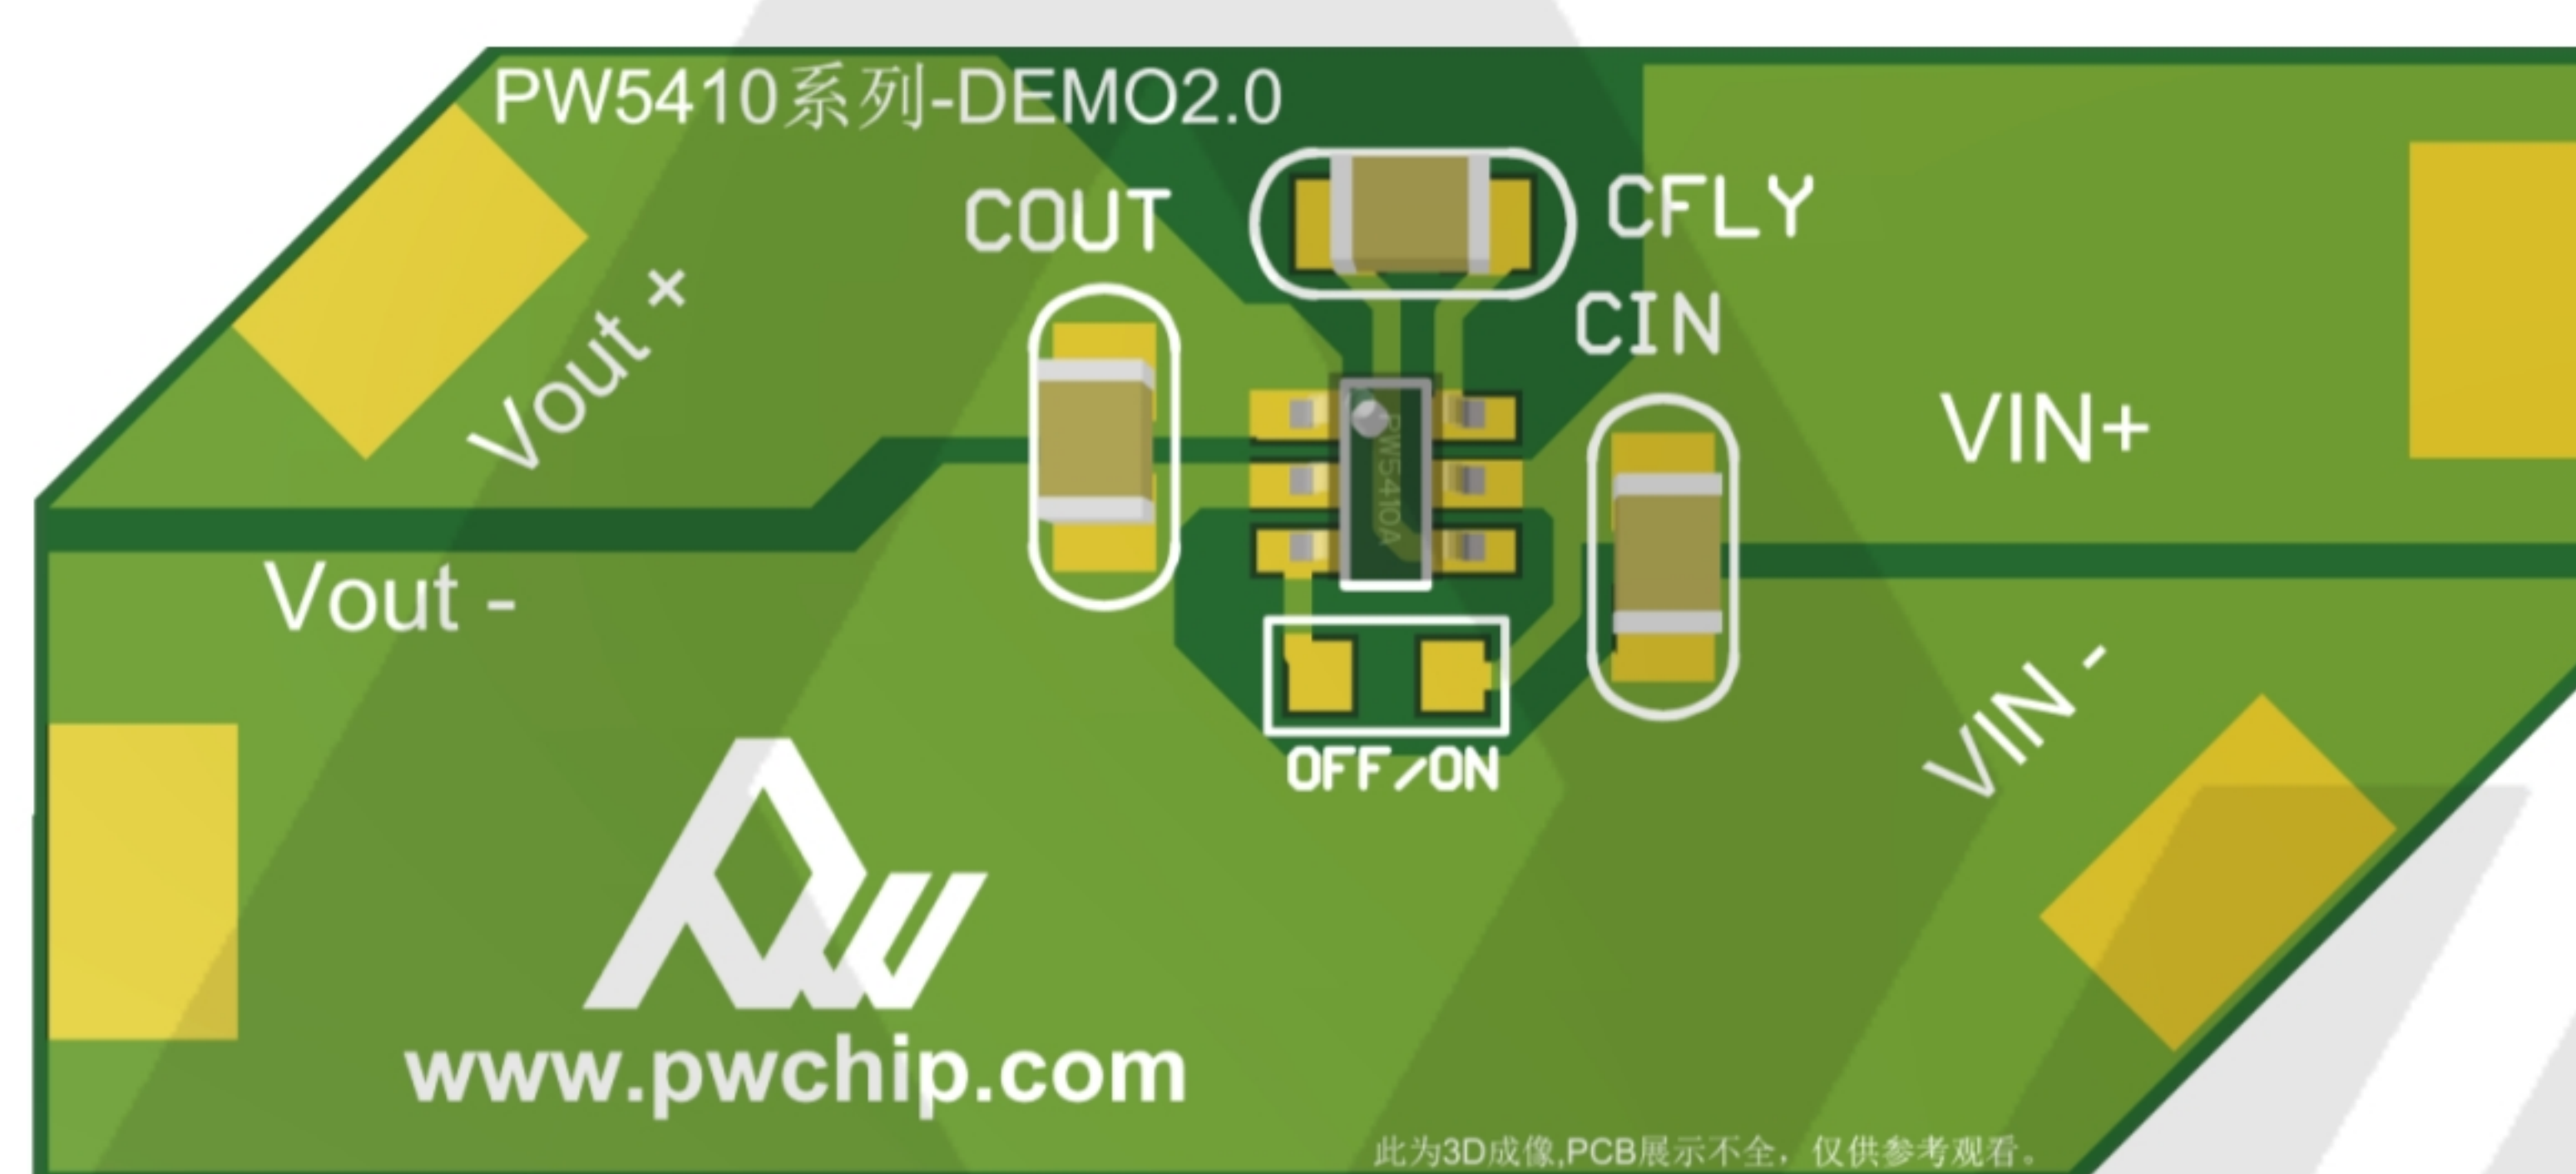 PW5410系列-DEMO2.0
COUT
CFLY
CIN
Vout +
VIN+
PW5410A
Vout -
VIN -
OFF/ON
PW
www.pwchip.com
此为3D成像,PCB展示不全，仅供参考观看。